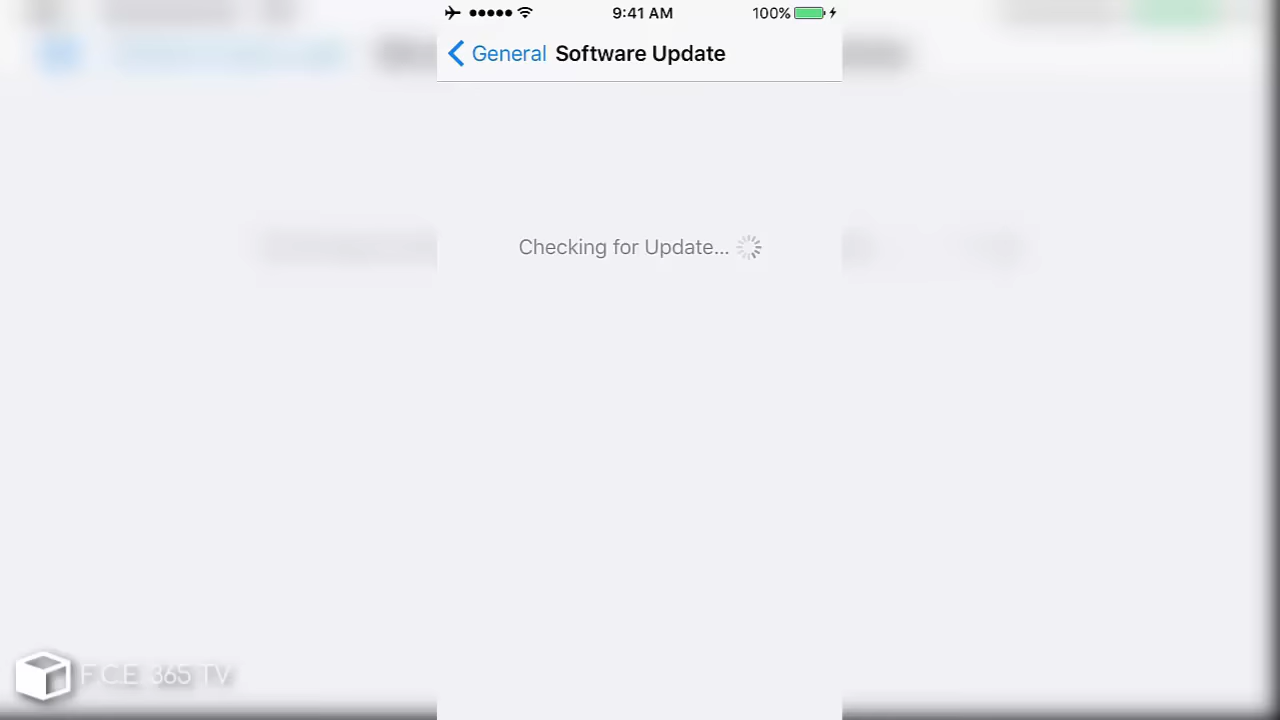 9:41 AM
100%
General
Software Update
Checking for Update...
F.C.E. 365 TV